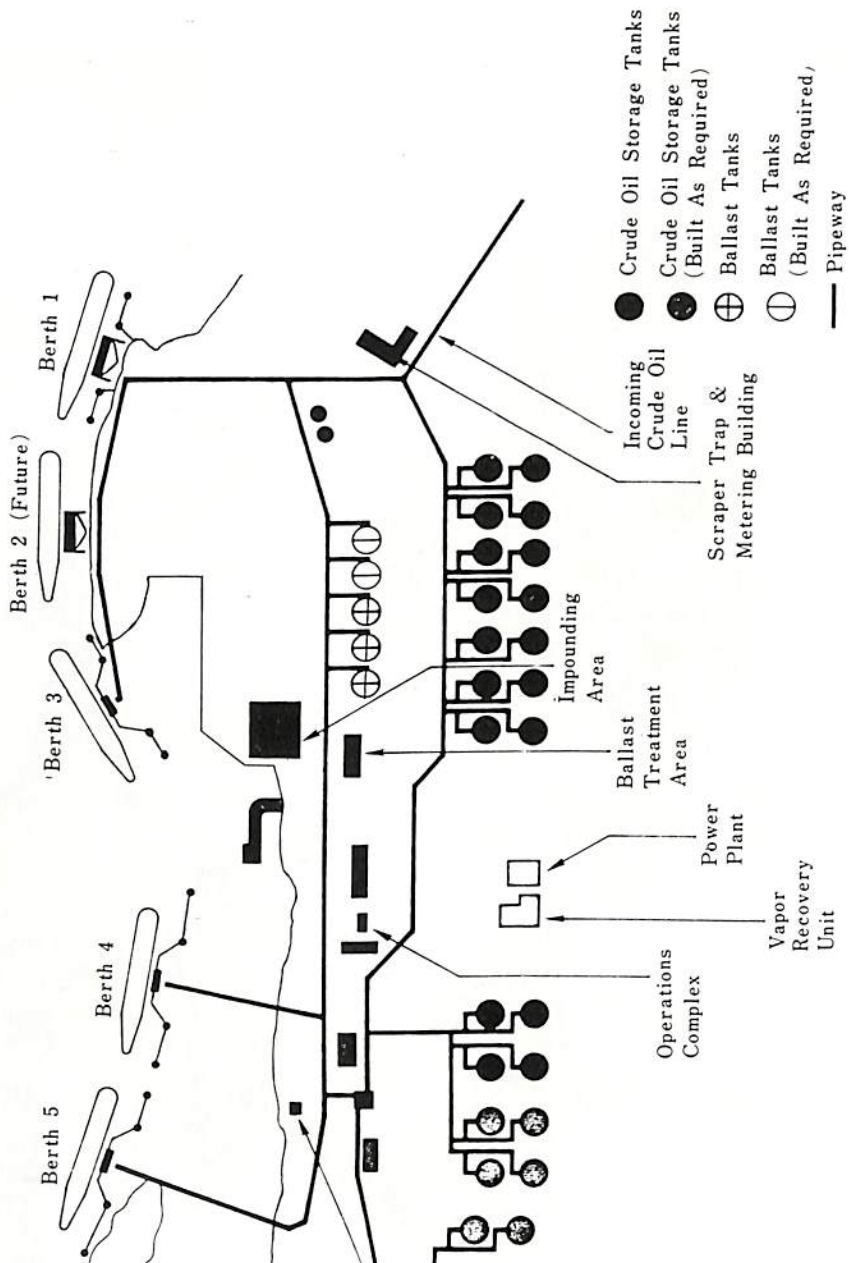 Berth 5
Berth 4
Berth 3
Berth 2 (Future)
Berth 1
Operations
Complex
Vapor
Recovery
Unit
Power
Plant
Ballast
Treatment
Area
Impounding
Area
Scraper Trap &
Metering Building
Incoming
Crude Oil
Line
Crude Oil Storage Tanks
Crude Oil Storage Tanks
(Built As Required)
Ballast Tanks
Ballast Tanks
(Built As Required)
Pipeway